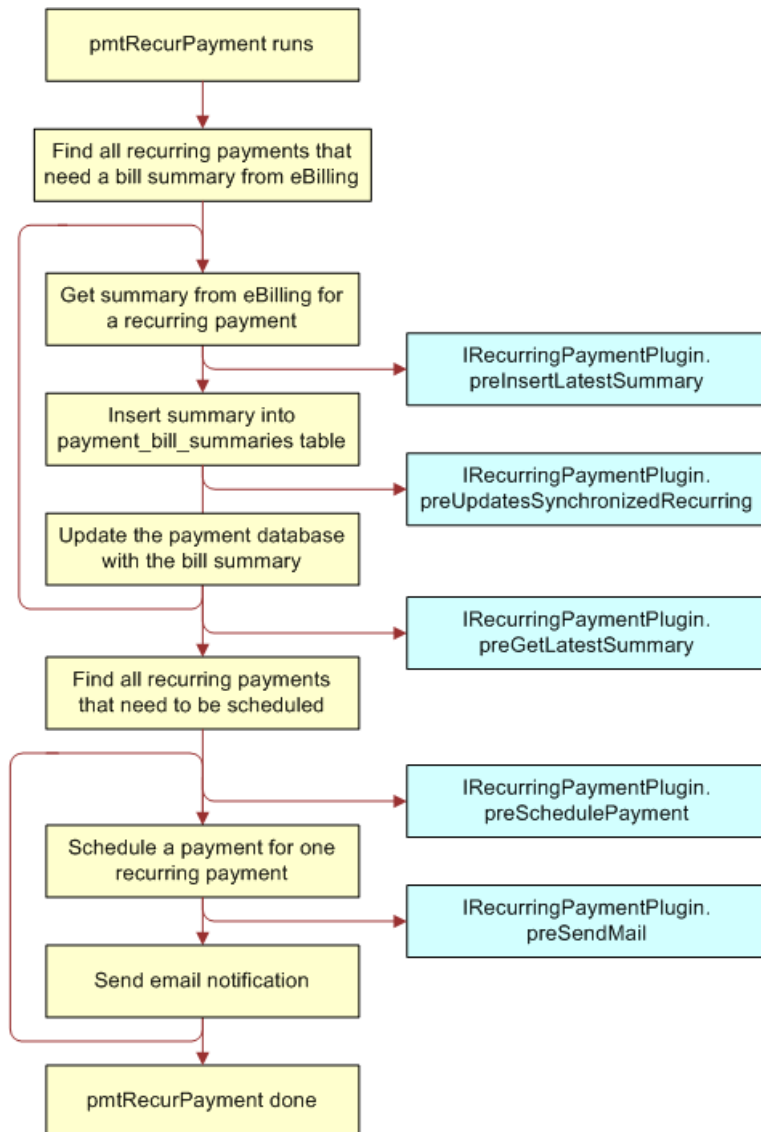 pmtRecurPayment runs
Find all recurring payments that
need a bill summary from eBilling
Get summary from eBilling for
a recurring payment
IRecurringPaymentPlugin.
preInsertLatestSummary
Insert summary into
payment_bill_summaries table
IRecurringPaymentPlugin.
preUpdatesSynchronizedRecurring
Update the payment database
with the bill summary
IRecurringPaymentPlugin.
preGetLatestSummary
Find all recurring payments
that need to be scheduled
IRecurringPaymentPlugin.
preSchedulePayment
Schedule a payment for one
recurring payment
IRecurringPaymentPlugin.
preSendMail
Send email notification
pmtRecurPayment done